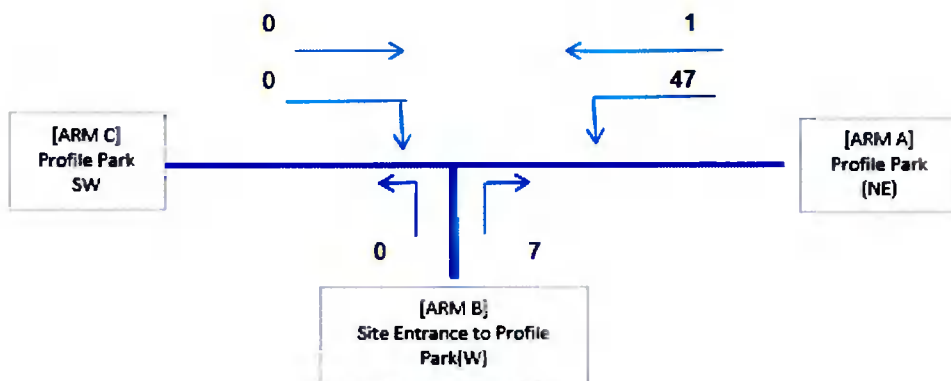 0
1
0
47
[ARM C]
Profile Park
SW
[ARM A]
Profile Park
(NE)
0
7
[ARM B]
Site Entrance to Profile
Park(W)